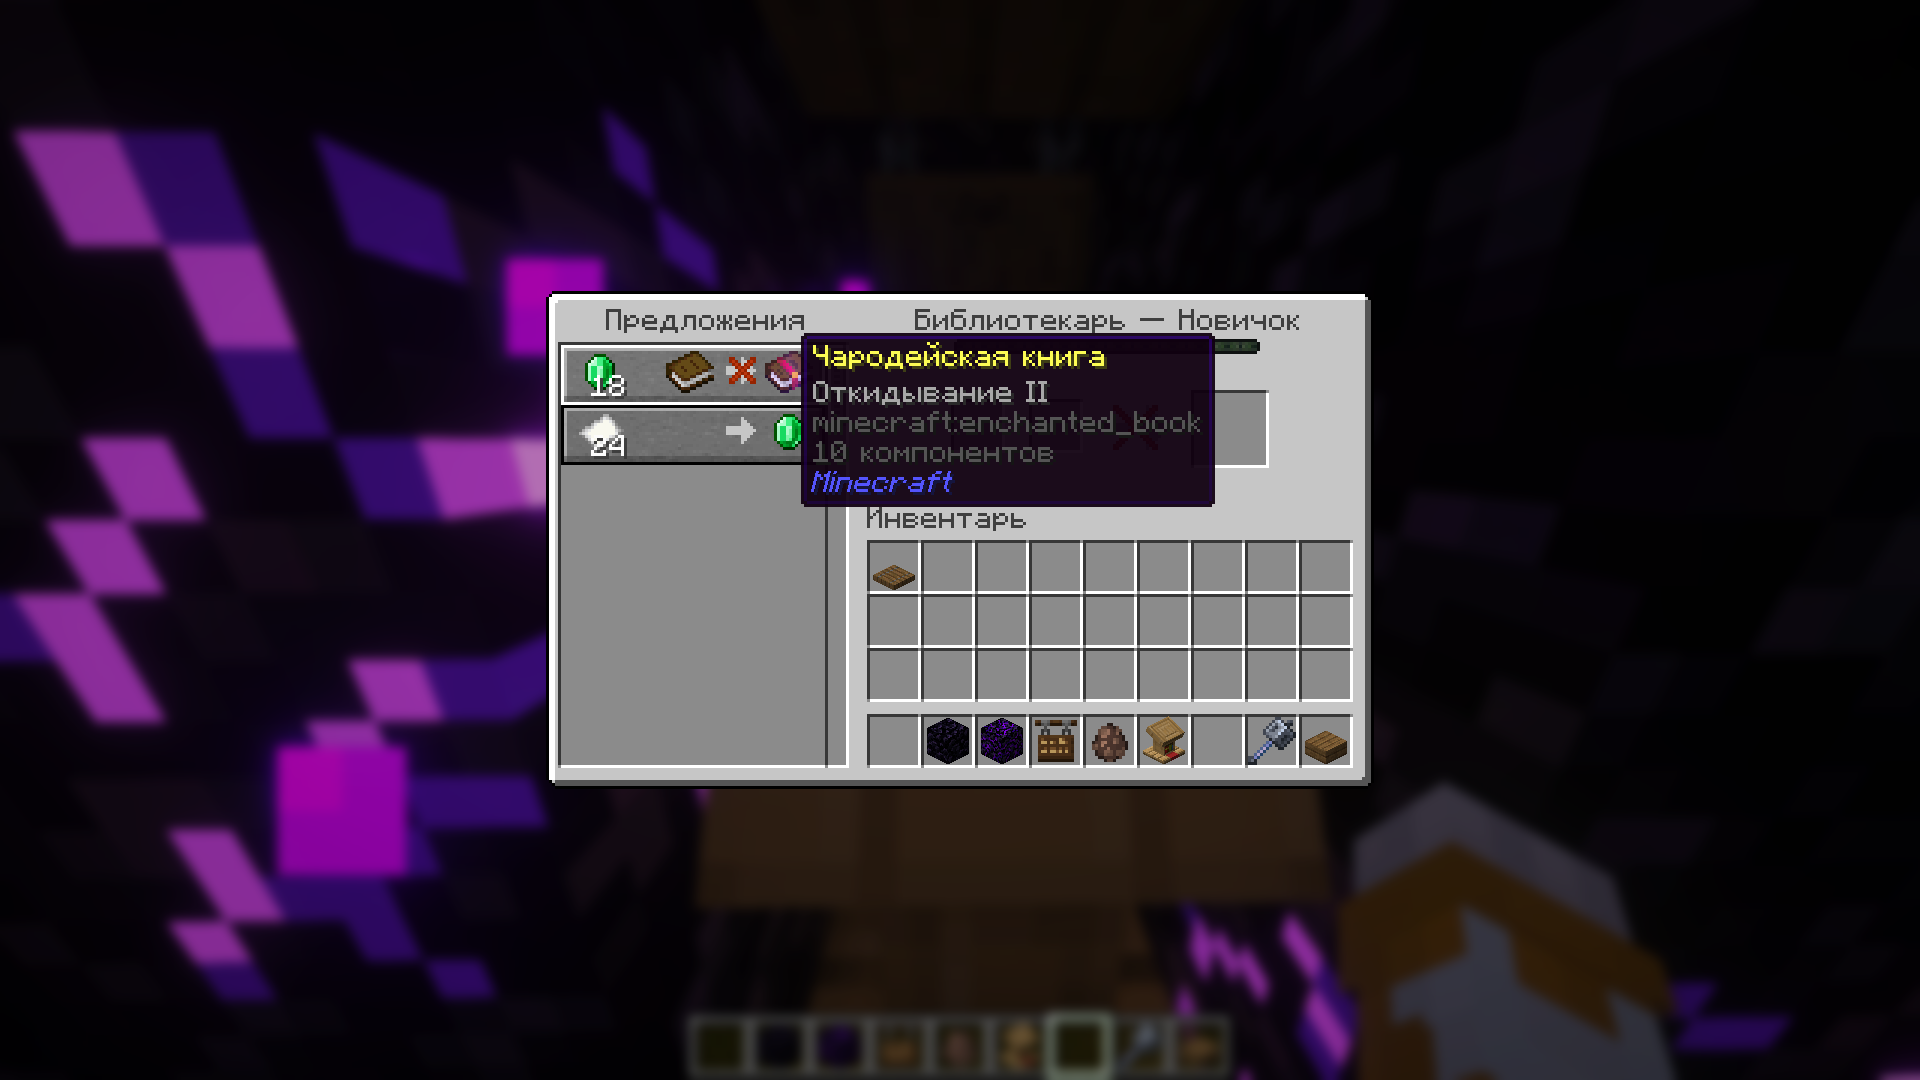 Предложения
Библиотекарь — Новичок
18
Чародейская книга
Откидывание II
24
minecraft:enchanted_book
10 компонентов
Minecraft
Инвентарь